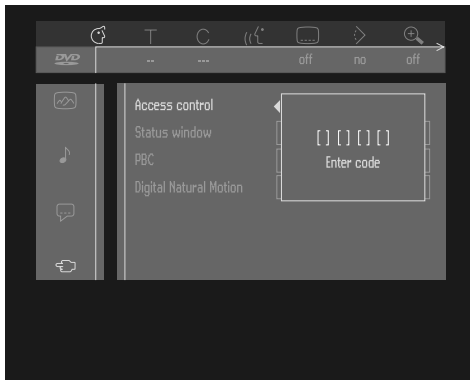 T C
DVD -- --- off no off
Access control
Status window
PBC
Digital Natural Motion
[ ] [ ] [ ] [ ]
Enter code